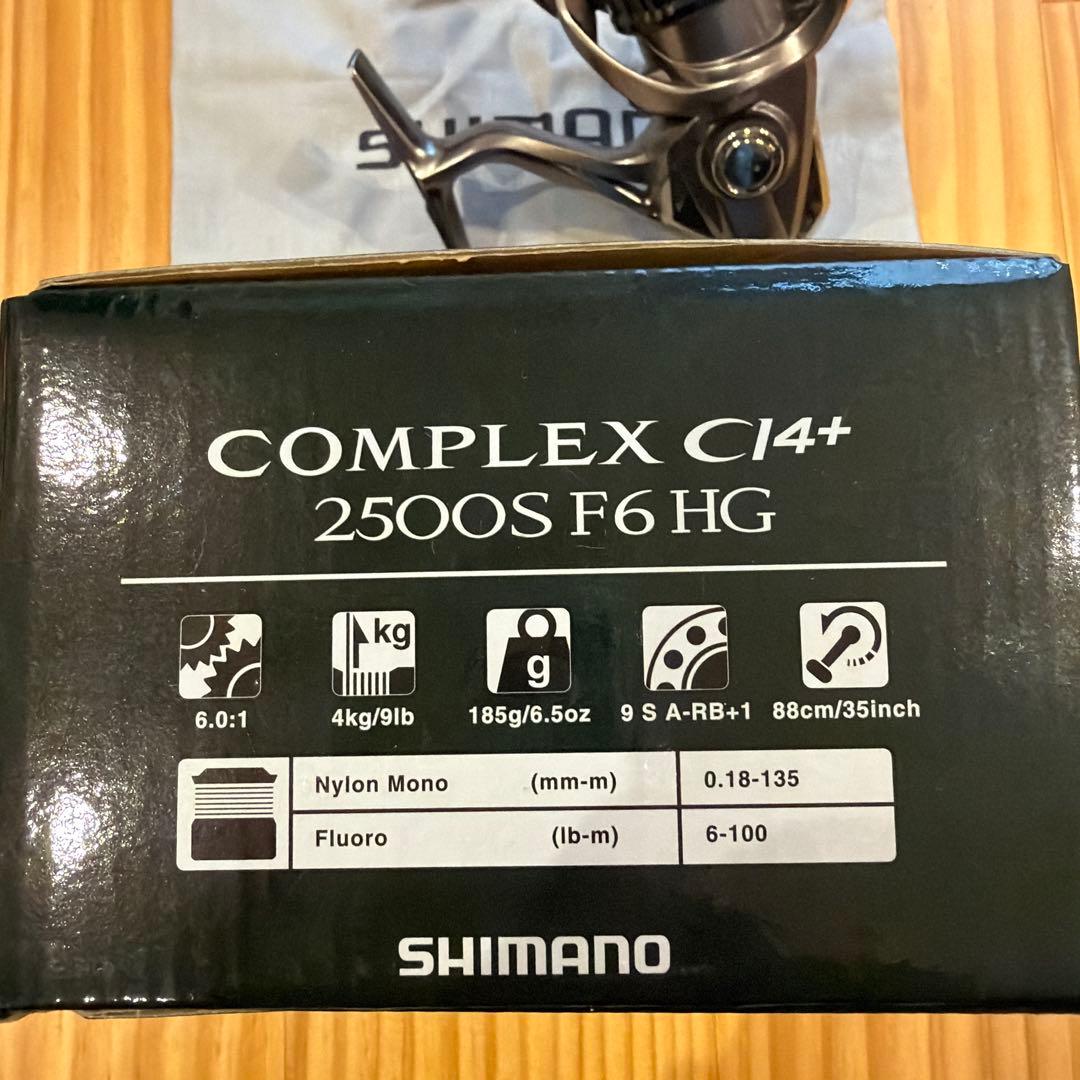 SHIMAN
COMPLEX CI4+
2500S F6 HG
kg
g
6.0:1
4kg/9lb
185g/6.5oz
9 S A-RB+1
88cm/35inch
Nylon Mono (mm-m) 0.18-135
Fluoro (lb-m) 6-100
SHIMANO